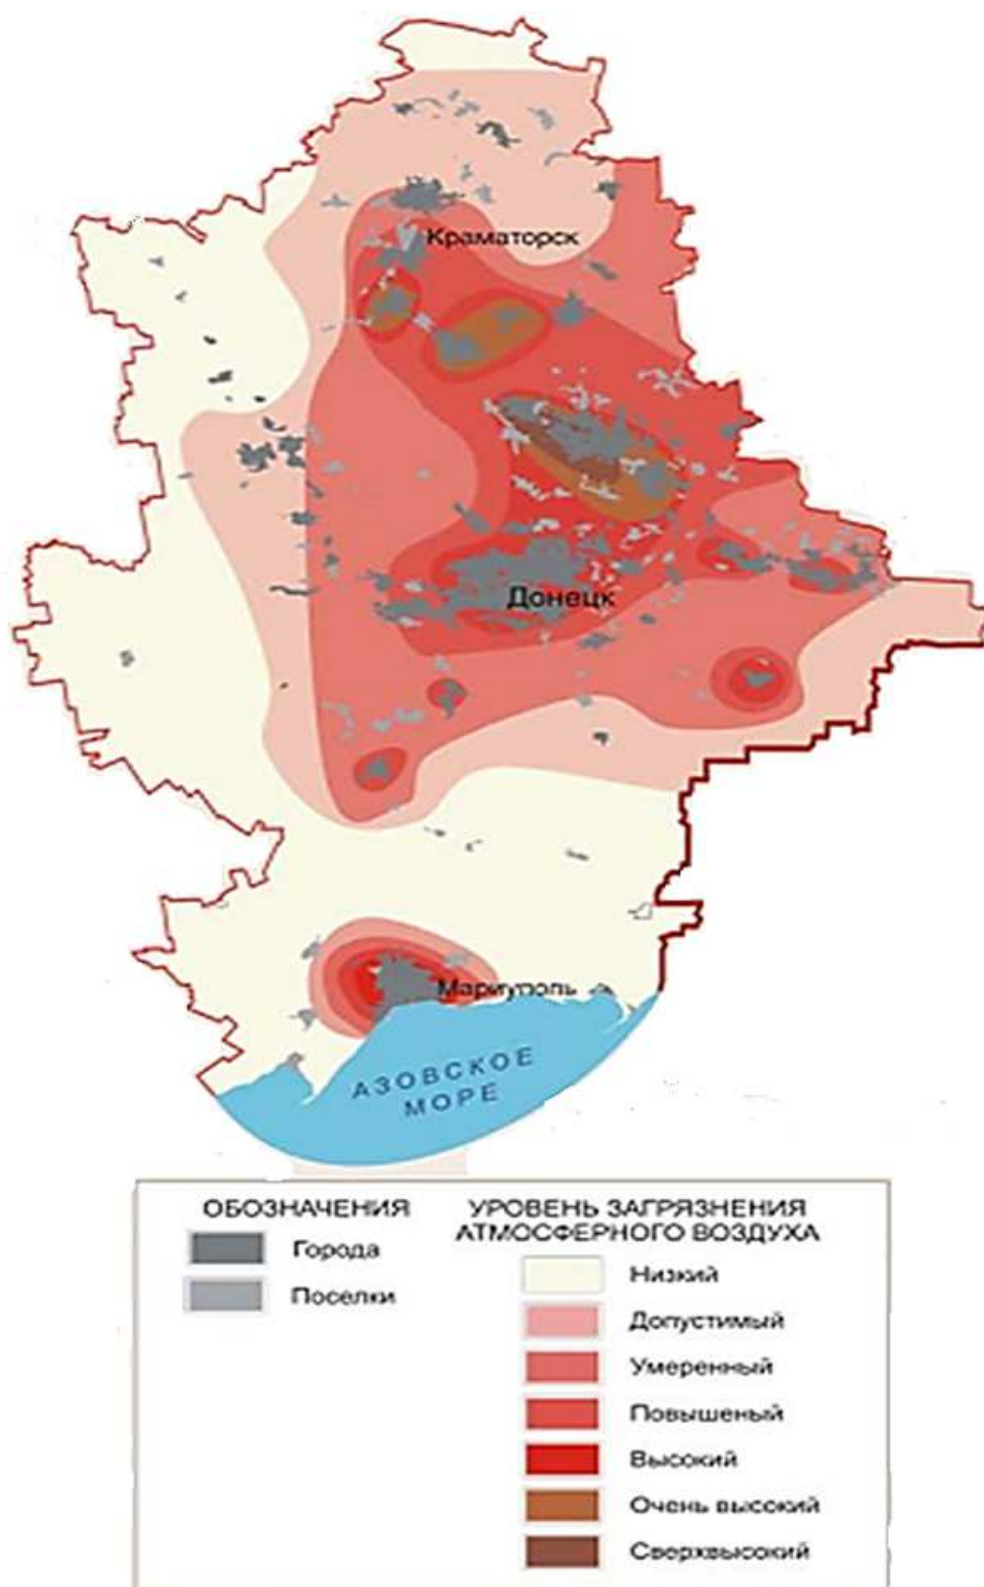 Краматорск
Донецк
Мариуполь
АЗОВСКОЕ
МОРЕ
ОБОЗНАЧЕНИЯ
Города
Поселки
УРОВЕНЬ ЗАГРЯЗНЕНИЯ
АТМОСФЕРНОГО ВОЗДУХА
Низкий
Допустимый
Умеренный
Повышеный
Высокий
Очень высокий
Сверхвысокий